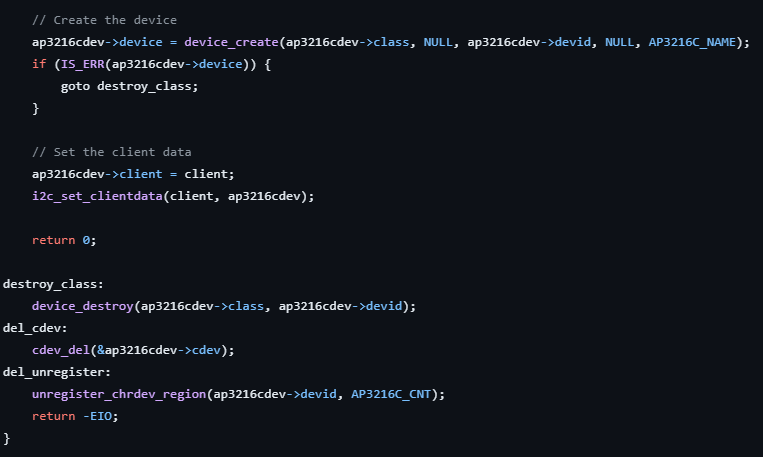 // Create the device
ap3216cdev->device = device_create(ap3216cdev->class, NULL, ap3216cdev->devid, NULL, AP3216C_NAME);
if (IS_ERR(ap3216cdev->device)) {
goto destroy_class;
}
// Set the client data
ap3216cdev->client = client;
i2c_set_clientdata(client, ap3216cdev);
return 0;
destroy_class:
device_destroy(ap3216cdev->class, ap3216cdev->devid);
del_cdev:
cdev_del(&ap3216cdev->cdev);
del_unregister:
unregister_chrdev_region(ap3216cdev->devid, AP3216C_CNT);
return -EIO;
}